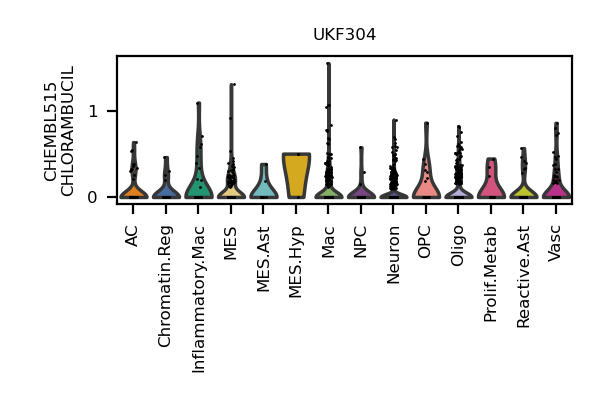 UKF304
CHEMBL515
CHLORAMBUCIL
1
0
AC
Chromatin.Reg
Inflammatory.Mac
MES
MES.Ast
MES.Hyp
Mac
NPC
Neuron
OPC
Oligo
Prolif.Metab
Reactive.Ast
Vasc